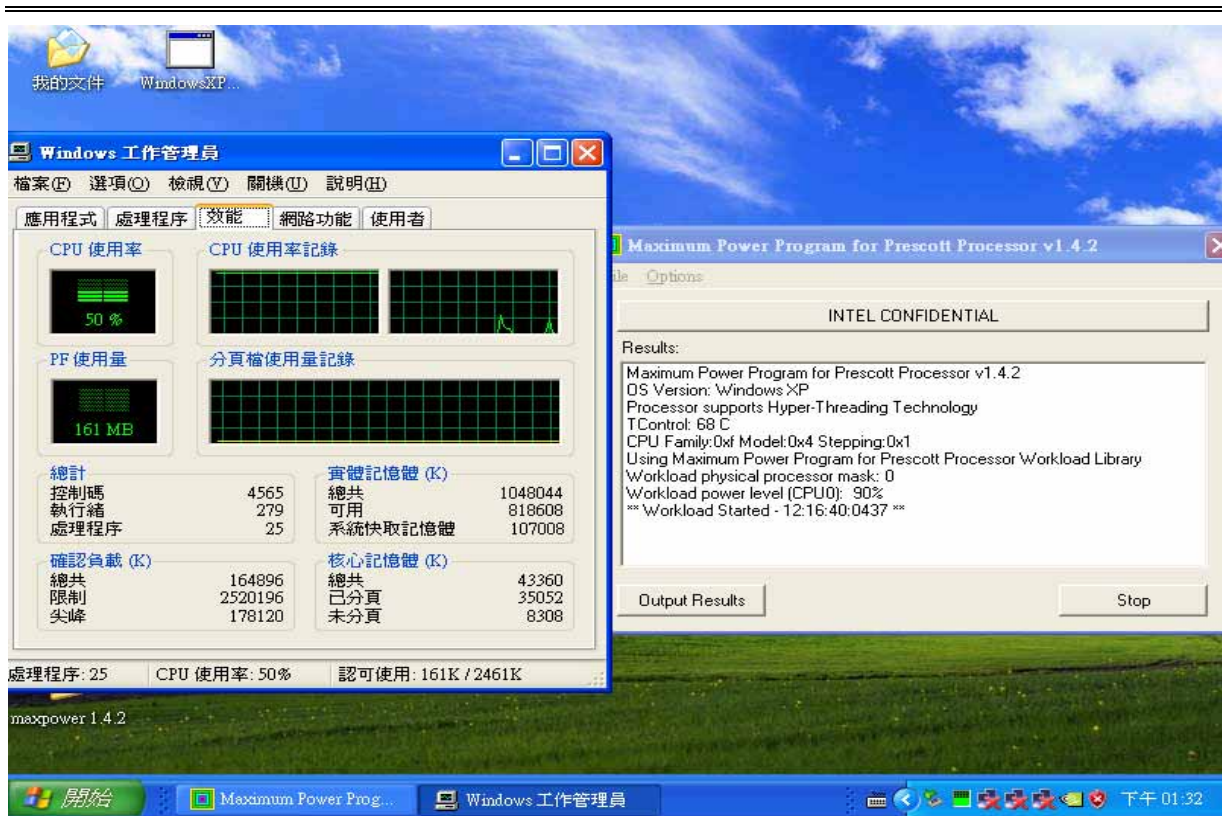 我的文件
WindowsXP...
Windows 工作管理員
檔案(F) 選項(O) 檢視(V) 關機(U) 說明(H)
應用程式 處理程序 效能 網路功能 使用者
CPU 使用率
CPU 使用率記錄
50 %
PF 使用量
分頁檔使用量記錄
161 MB
總計
控制碼 4565
執行緒 279
處理程序 25
實體記憶體 (K)
總共 1048044
可用 818608
系統快取記憶體 107008
確認負載 (K)
總共 164896
限制 2520196
尖峰 178120
核心記憶體 (K)
總共 43360
已分頁 35052
未分頁 8308
處理程序: 25 CPU 使用率: 50% 認可使用: 161K / 2461K
Maximum Power Program for Prescott Processor v1.4.2
Options
INTEL CONFIDENTIAL
Results:
Maximum Power Program for Prescott Processor v1.4.2
OS Version: Windows XP
Processor supports Hyper-Threading Technology
TControl: 68 C
CPU Family:0xf Model:0x4 Stepping:0x1
Using Maximum Power Program for Prescott Processor Workload Library
Workload physical processor mask: 0
Workload power level (CPU0): 90%
** Workload Started - 12:16:40:0437 **
Output Results
Stop
maxpower 1.4.2
開始
Maximum Power Prog...
Windows 工作管理員
下午 01:32